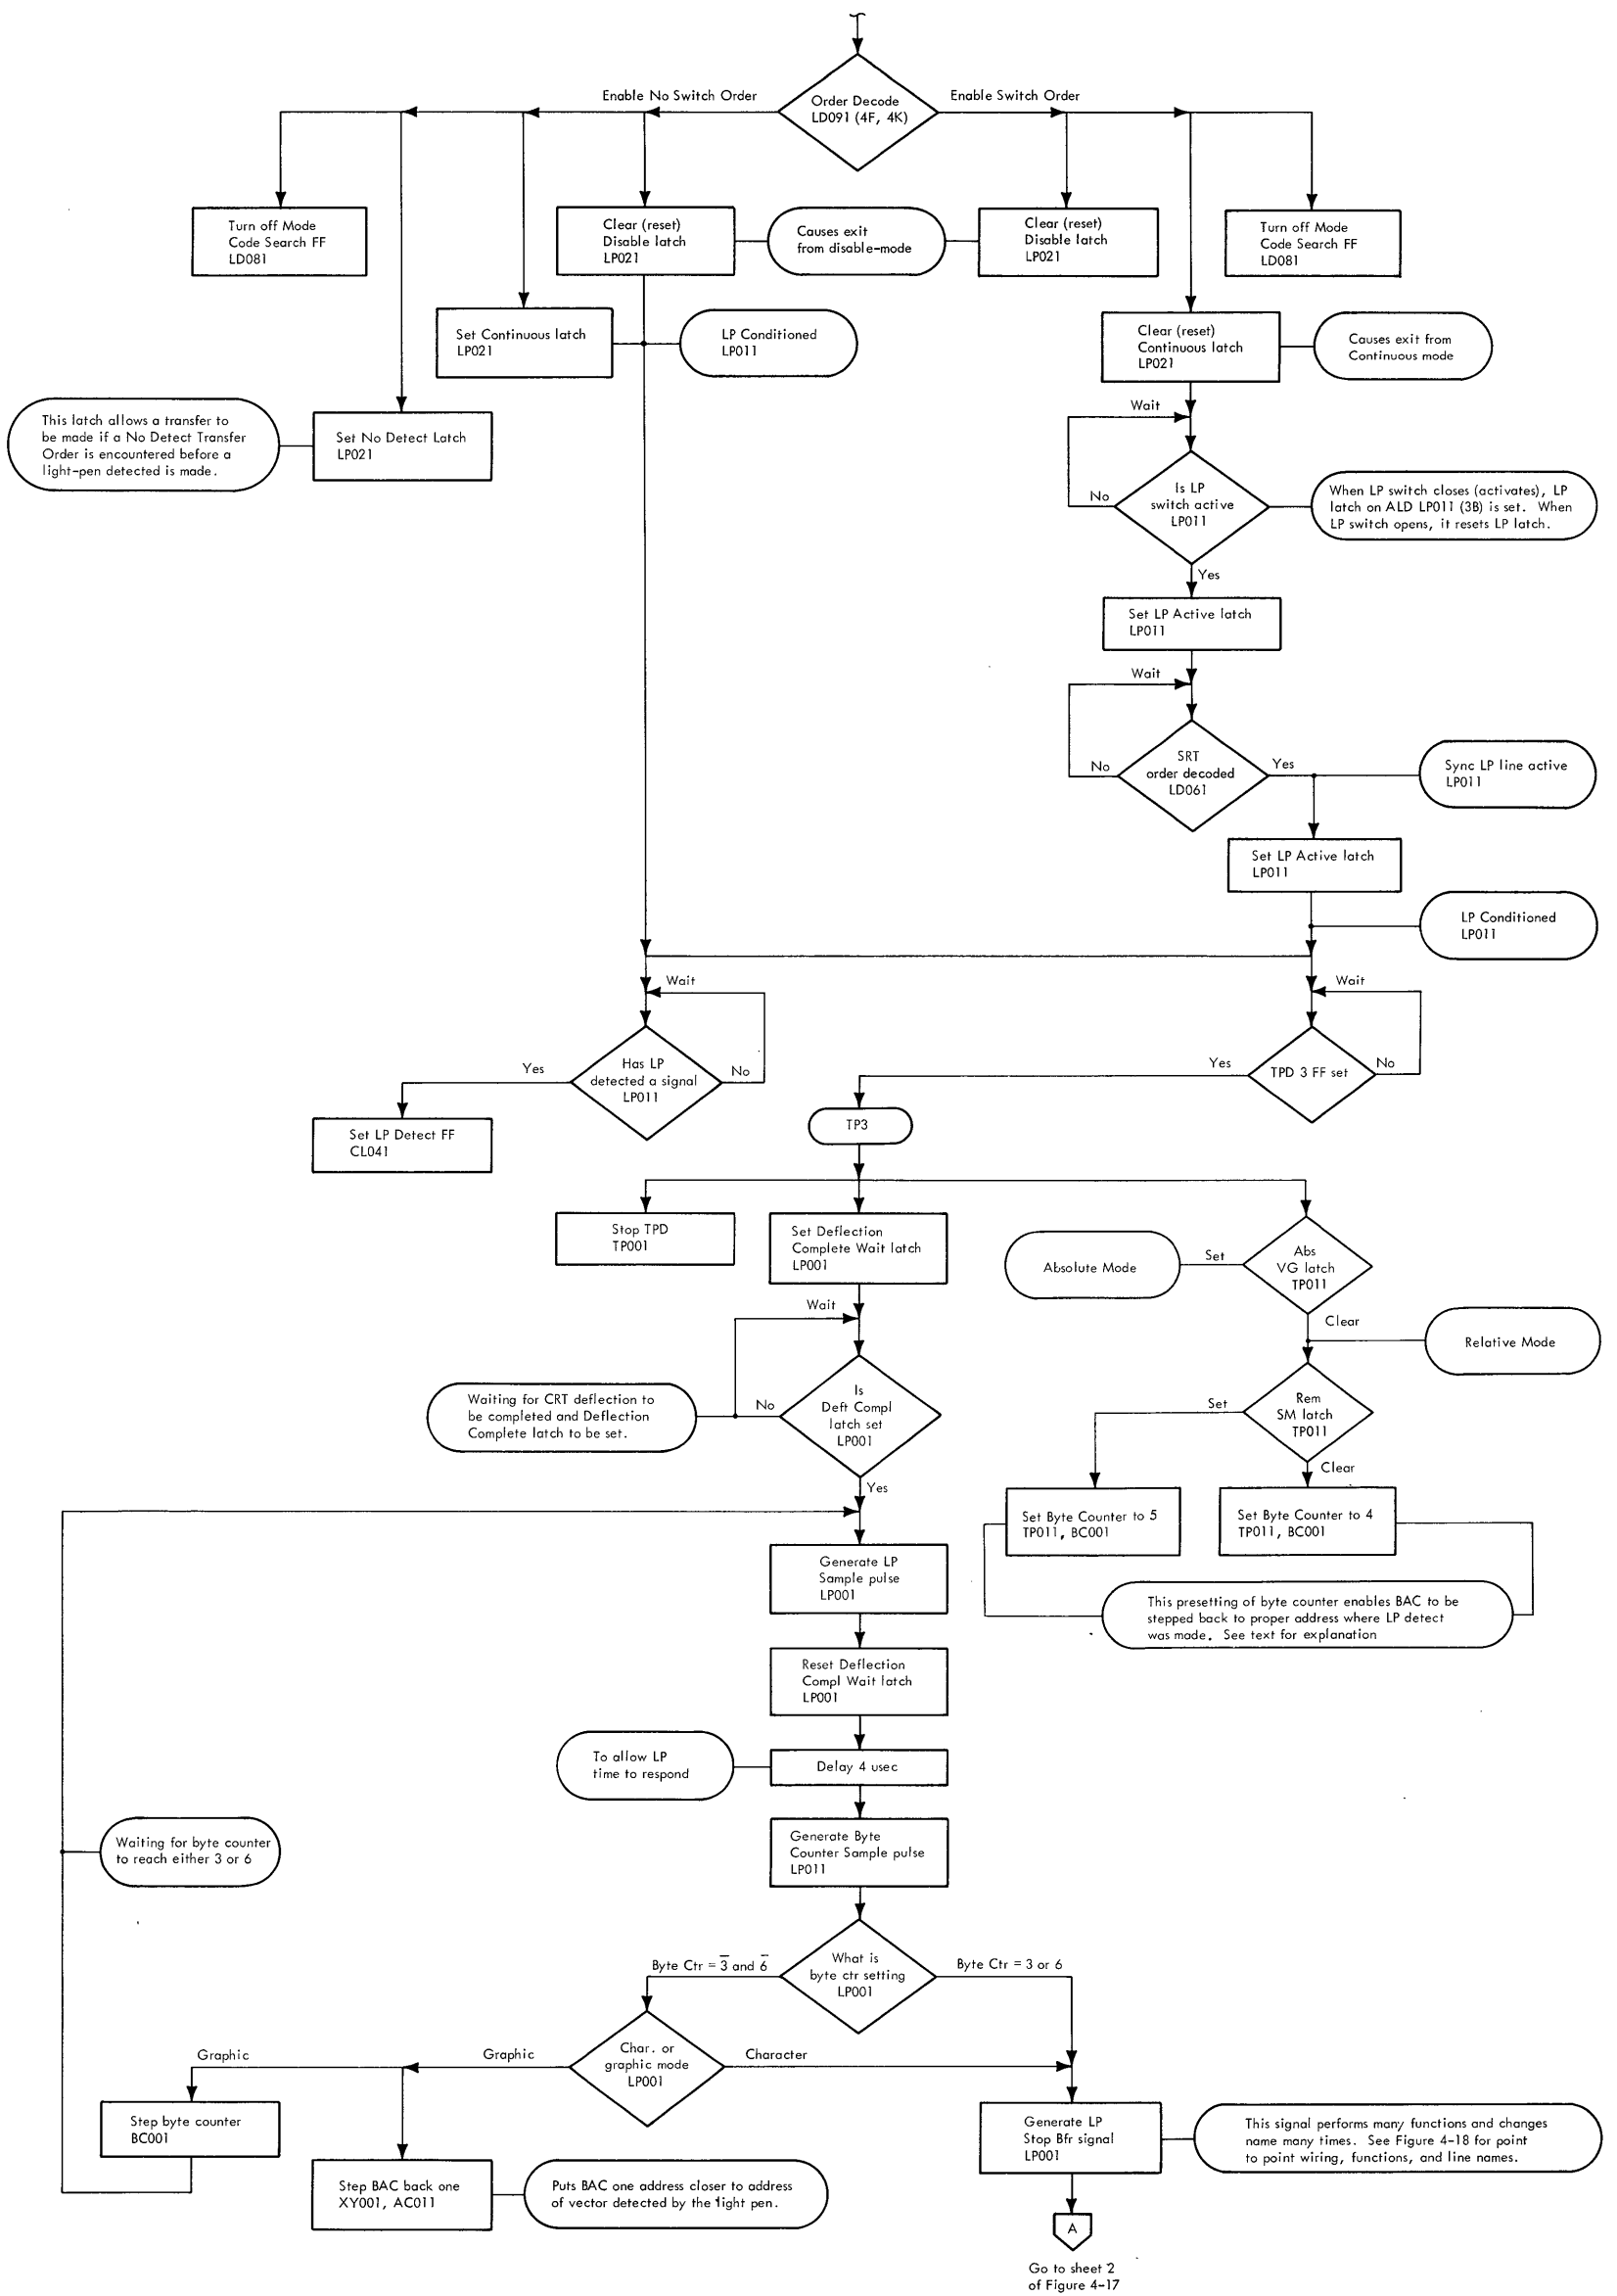 Order Decode
LD091 (4F, 4K)
Enable No Switch Order
Enable Switch Order
Turn off Mode
Code Search FF
LD081
Clear (reset)
Disable latch
LP021
Causes exit
from disable-mode
Clear (reset)
Disable latch
LP021
Turn off Mode
Code Search FF
LD081
Set Continuous latch
LP021
LP Conditioned
LP011
Clear (reset)
Continuous latch
LP021
Causes exit from
Continuous mode
This latch allows a transfer to
be made if a No Detect Transfer
Order is encountered before a
light-pen detected is made.
Set No Detect Latch
LP021
Wait
Is LP
switch active
LP011
No
When LP switch closes (activates), LP
latch on ALD LP011 (3B) is set. When
LP switch opens, it resets LP latch.
Yes
Set LP Active latch
LP011
Wait
SRT
order decoded
LD061
No
Yes
Sync LP line active
LP011
Set LP Active latch
LP011
LP Conditioned
LP011
Wait
Has LP
detected a signal
LP011
Yes
No
Wait
TPD 3 FF set
Yes
No
Set LP Detect FF
CL041
TP3
Stop TPD
TP001
Set Deflection
Complete Wait latch
LP001
Absolute Mode
Set
Abs
VG latch
TP011
Clear
Relative Mode
Wait
Waiting for CRT deflection to
be completed and Deflection
Complete latch to be set.
No
Is
Deft Compl
latch set
LP001
Yes
Set
Rem
SM latch
TP011
Clear
Set Byte Counter to 5
TP011, BC001
Set Byte Counter to 4
TP011, BC001
This presetting of byte counter enables BAC to be
stepped back to proper address where LP detect
was made. See text for explanation
Generate LP
Sample pulse
LP001
Reset Deflection
Compl Wait latch
LP001
To allow LP
time to respond
Delay 4 usec
Waiting for byte counter
to reach either 3 or 6
Generate Byte
Counter Sample pulse
LP011
Byte Ctr = 3̅ and 6̅
What is
byte ctr setting
LP001
Byte Ctr = 3 or 6
Graphic
Graphic
Char. or
graphic mode
LP001
Character
Step byte counter
BC001
Step BAC back one
XY001, AC011
Puts BAC one address closer to address
of vector detected by the light pen.
Generate LP
Stop Bfr signal
LP001
This signal performs many functions and changes
name many times. See Figure 4-18 for point
to point wiring, functions, and line names.
A
Go to sheet 2
of Figure 4-17